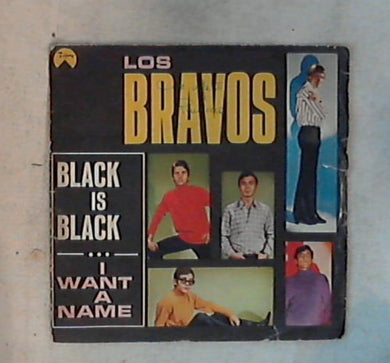 LOS
BRAVOS
BLACK
IS
BLACK
...
I
WANT
A
NAME